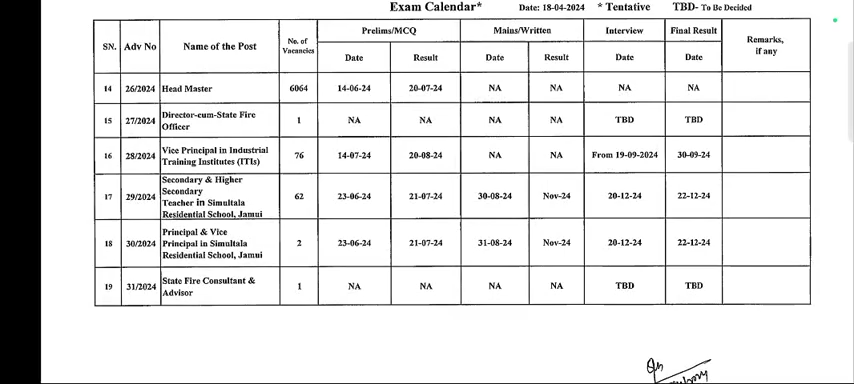 Exam Calendar* Date: 18-04-2024 * Tentative TBD- To Be Decided
SN. Adv No Name of the Post No. of Vacancies Prelims/MCQ Mains/Written Interview Final Result Remarks, if any
Date Result Date Result Date Date
14 26/2024 Head Master 6064 14-06-24 20-07-24 NA NA NA NA
15 27/2024 Director-cum-State Fire Officer 1 NA NA NA NA TBD TBD
16 28/2024 Vice Principal in Industrial Training Institutes (ITIs) 76 14-07-24 20-08-24 NA NA From 19-09-2024 30-09-24
17 29/2024 Secondary & Higher Secondary Teacher in Simultala Residential School, Jamui 62 23-06-24 21-07-24 30-08-24 Nov-24 20-12-24 22-12-24
18 30/2024 Principal & Vice Principal in Simultala Residential School, Jamui 2 23-06-24 21-07-24 31-08-24 Nov-24 20-12-24 22-12-24
19 31/2024 State Fire Consultant & Advisor 1 NA NA NA NA TBD TBD